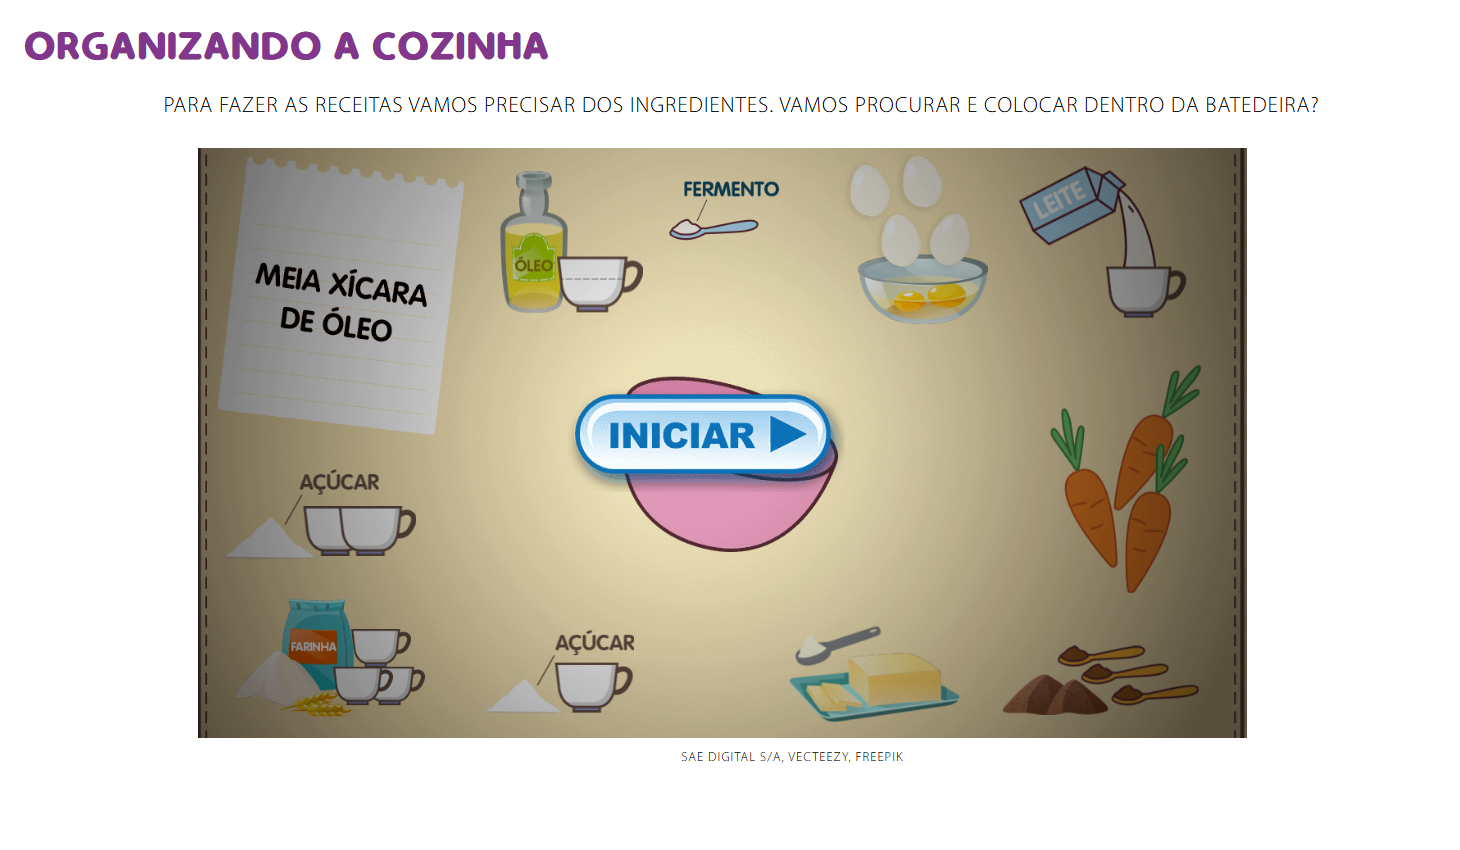 ORGANIZANDO A COZINHA
PARA FAZER AS RECEITAS VAMOS PRECISAR DOS INGREDIENTES. VAMOS PROCURAR E COLOCAR DENTRO DA BATEDEIRA?
MEIA XÍCARA
DE ÓLEO
ÓLEO
FERMENTO
LEITE
INICIAR
AÇÚCAR
FARINHA
AÇÚCAR
SAE DIGITAL S/A, VECTEEZY, FREEPIK